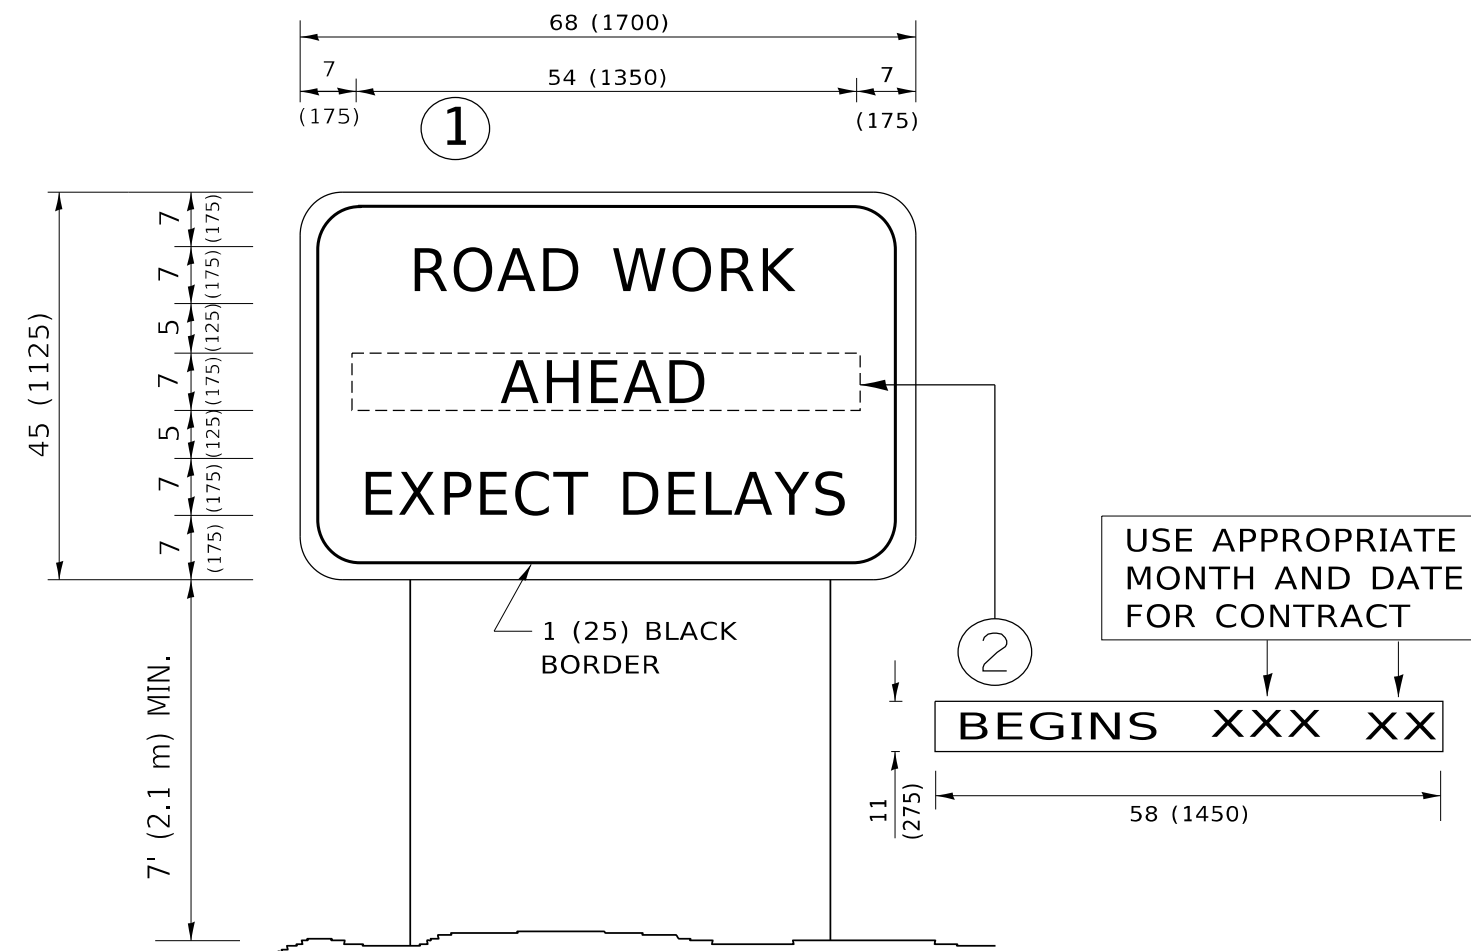 68 (1700)
7
54 (1350)
7
(175)
(175)
1
45 (1125)
7
(175)
7
(175)
5
(125)
7
(175)
5
(125)
7
(175)
7
(175)
ROAD WORK
AHEAD
EXPECT DELAYS
1 (25) BLACK
BORDER
7' (2.1 m) MIN.
USE APPROPRIATE
MONTH AND DATE
FOR CONTRACT
2
BEGINS XXX XX
11
(275)
58 (1450)